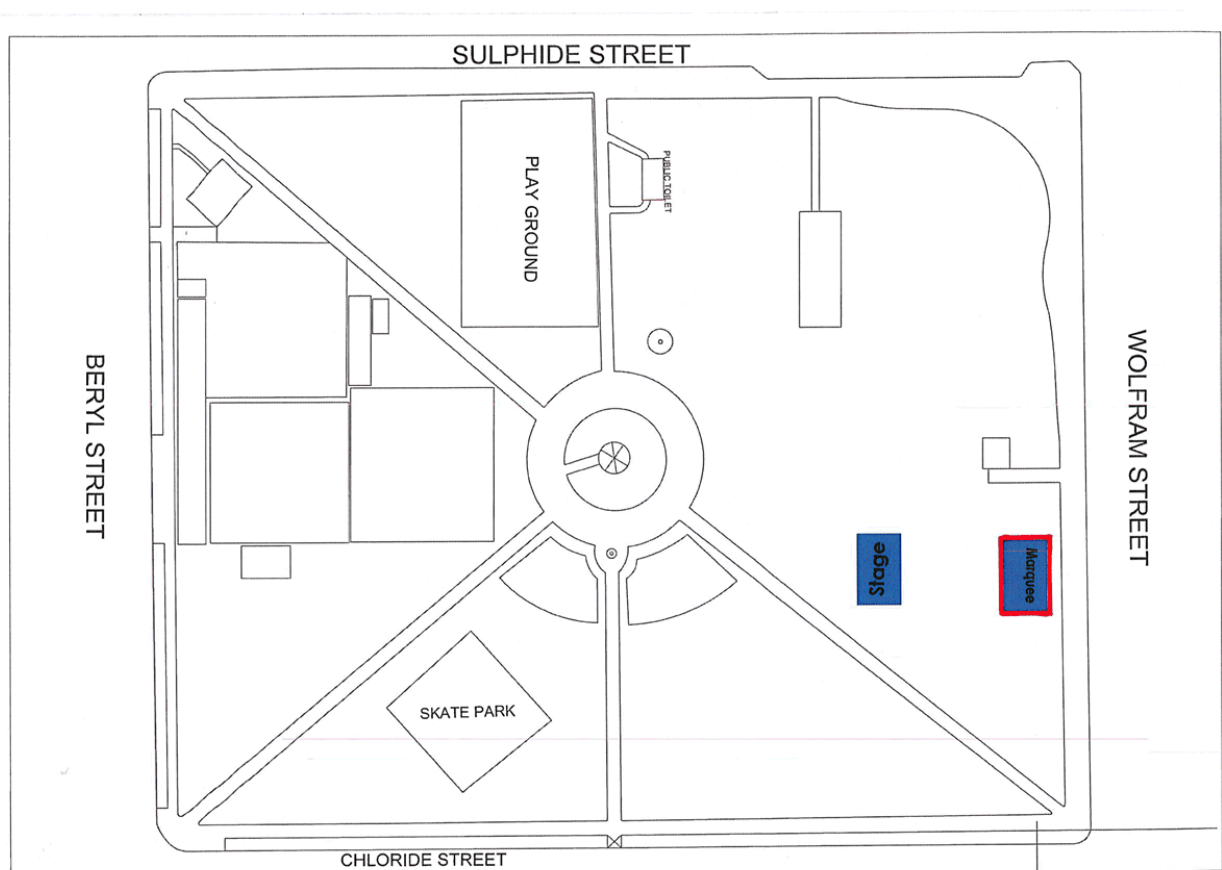 SULPHIDE STREET
PLAY GROUND
PUBLIC TOILET
BERYL STREET
WOLFRAM STREET
Stage
Marquee
SKATE PARK
CHLORIDE STREET